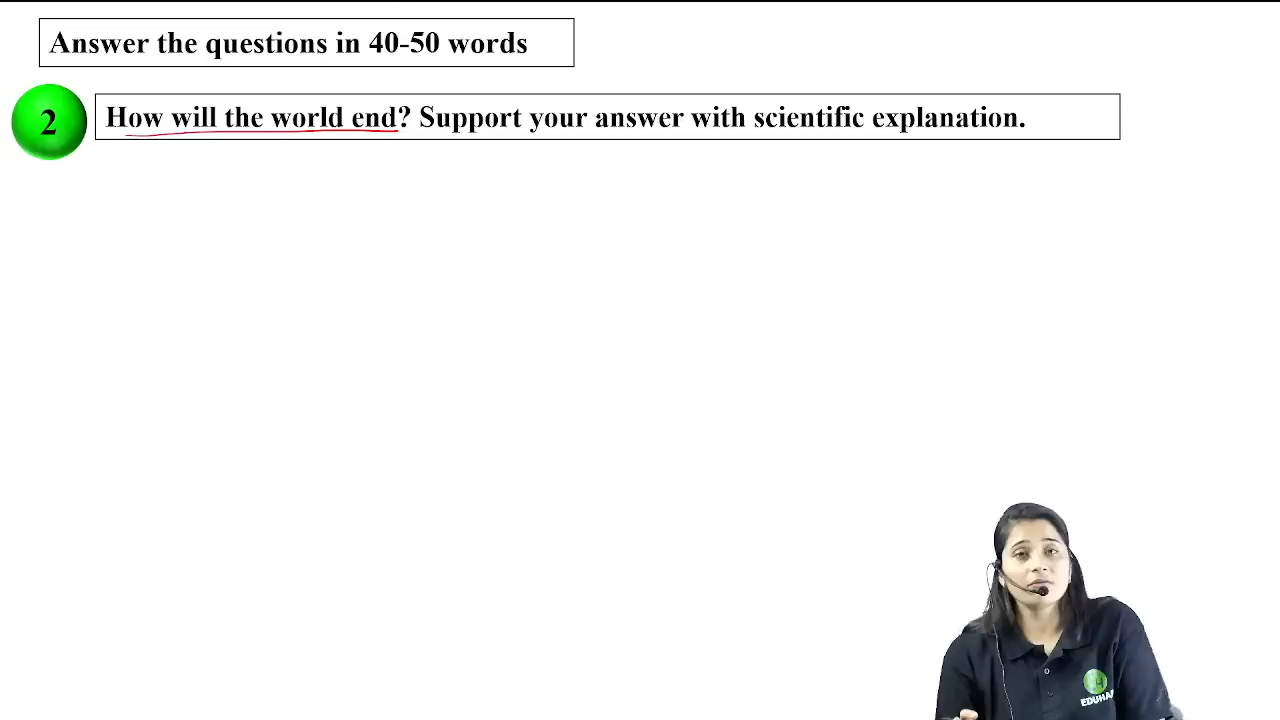 Answer the questions in 40-50 words
2
How will the world end? Support your answer with scientific explanation.